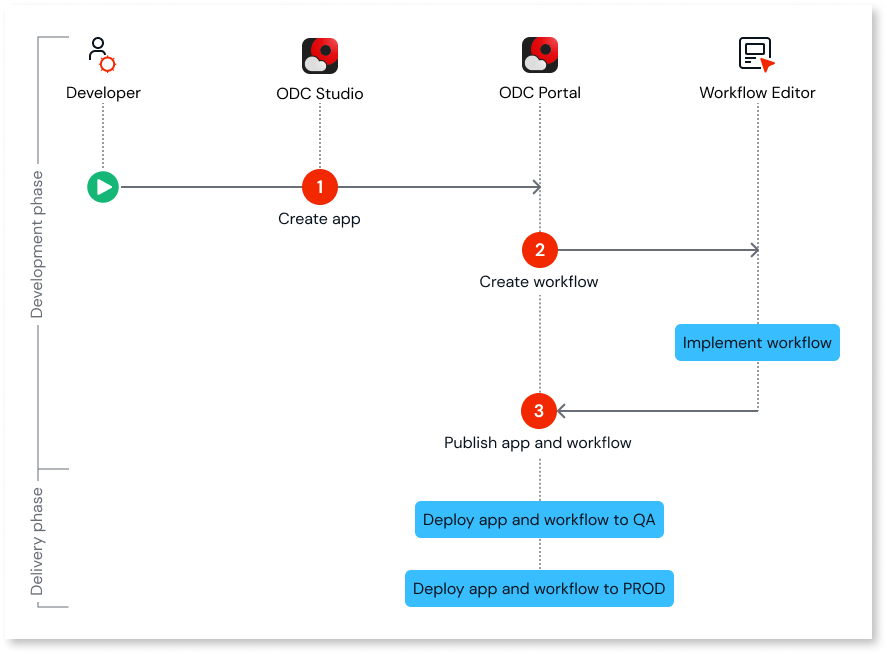 Developer
ODC Studio
ODC Portal
Workflow Editor
Development phase
1
Create app
2
Create workflow
Implement workflow
3
Publish app and workflow
Delivery phase
Deploy app and workflow to QA
Deploy app and workflow to PROD